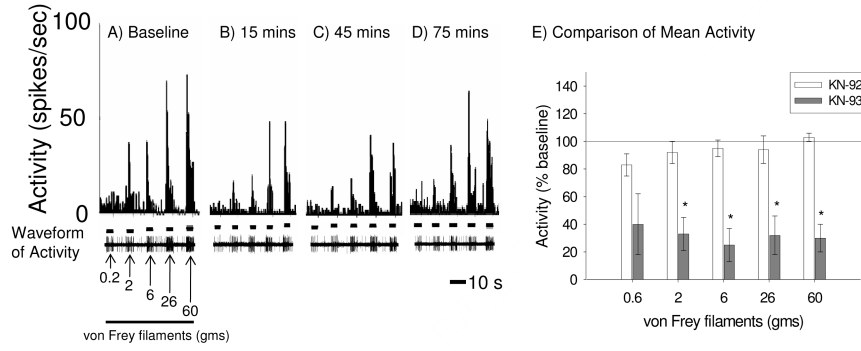 A) Baseline
B) 15 mins
C) 45 mins
D) 75 mins
E) Comparison of Mean Activity
Activity (spikes/sec)
100
50
0
Waveform
of Activity
0.2
2
6
26
60
von Frey filaments (gms)
10 s
KN-92
KN-93
Activity (% baseline)
140
120
100
80
60
40
20
0
*
*
*
*
0.6
2
6
26
60
von Frey filaments (gms)